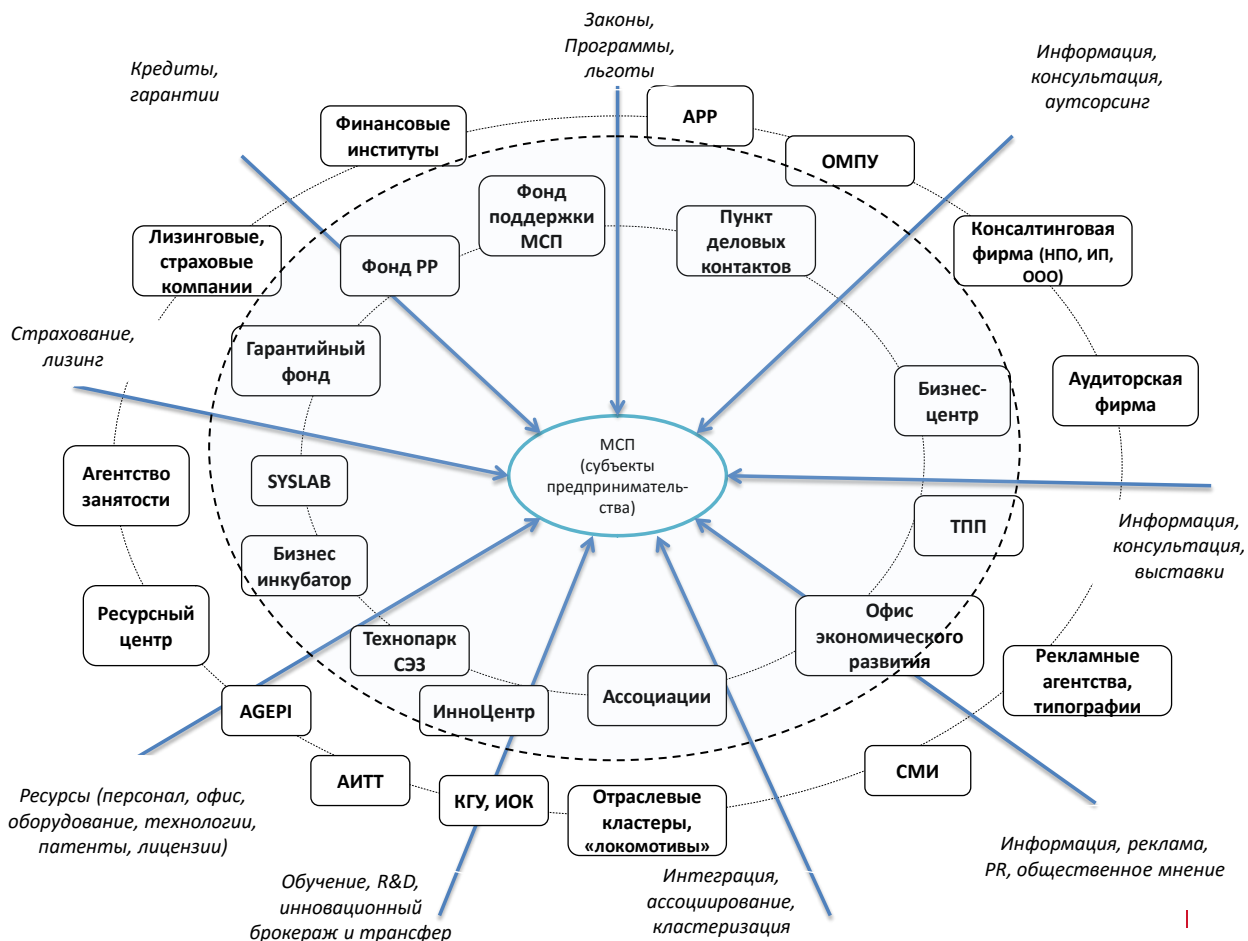 Законы,
Программы,
льготы
Кредиты,
гарантии
Информация,
консультация,
аутсорсинг
Финансовые
институты
АРР
ОМПУ
Фонд
поддержки
МСП
Пункт
деловых
контактов
Лизинговые,
страховые
компании
Фонд РР
Консалтинговая
фирма (НПО, ИП,
ООО)
Страхование,
лизинг
Гарантийный
фонд
Бизнес-
центр
Аудиторская
фирма
МСП
(субъекты
предприниматель-
ства)
Агентство
занятости
SYSLAB
ТПП
Информация,
консультация,
выставки
Бизнес
инкубатор
Ресурсный
центр
Технопарк
СЭЗ
Офис
экономического
развития
Рекламные
агентства,
типографии
AGEPI
ИнноЦентр
Ассоциации
АИТТ
КГУ, ИОК
Отраслевые
кластеры,
«локомотивы»
СМИ
Ресурсы (персонал, офис,
оборудование, технологии,
патенты, лицензии)
Обучение, R&D,
инновационный
брокераж и трансфер
Интеграция,
ассоциирование,
кластеризация
Информация, реклама,
PR, общественное мнение